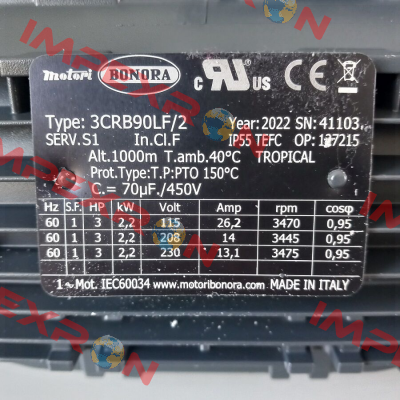 IMPEXRON
motori BONORA c UR US
Type: 3CRB90LF/2 Year: 2022 SN: 41103
SERV. S1 In.Cl.F IP55 TEFC OP:
Alt.1000m T.amb.40°C TROPICAL
Prot.Type: T.P:PTO 150°C
C.= 70µF./450V
Hz S.F. HP kW Volt Amp rpm cosφ
60 1 3 2,2 115 26,2 3470 0,95
60 1 3 2,2 208 14 3445 0,95
60 1 3 2,2 230 13,1 3475 0,95
1~Mot. IEC60034 www.motoribonora.com MADE IN ITALY
IMPEXRON